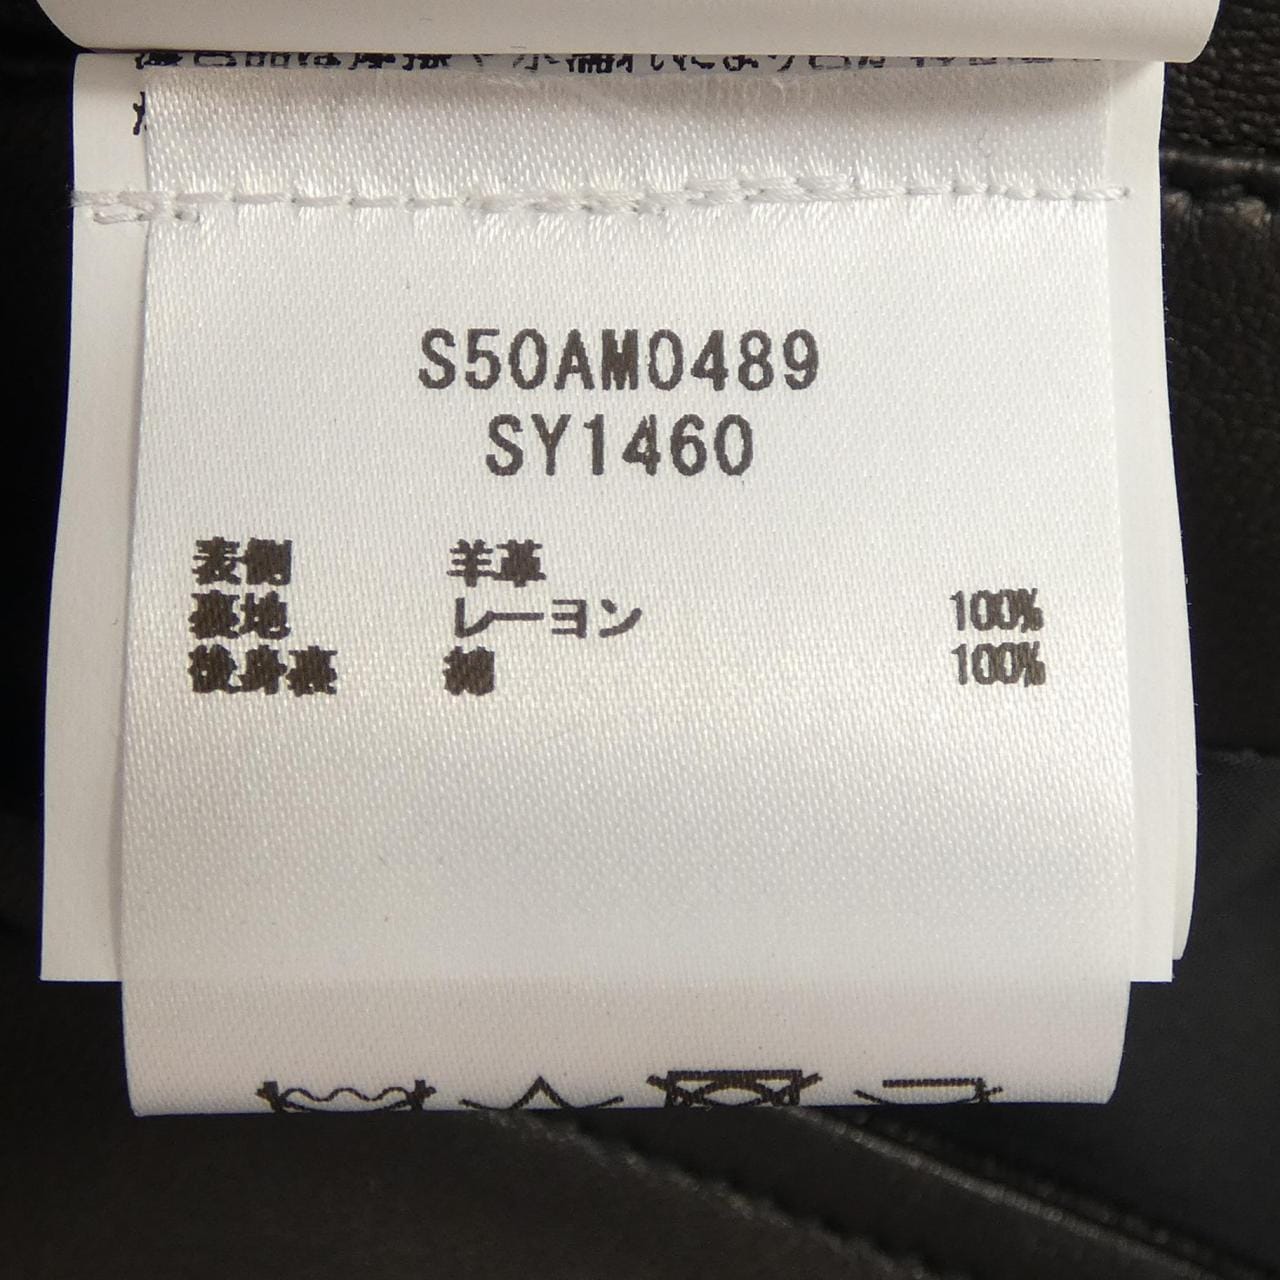 S50AM0489
SY1460
表側 羊革
裏地 レーヨン 100%
後身裏 綿 100%